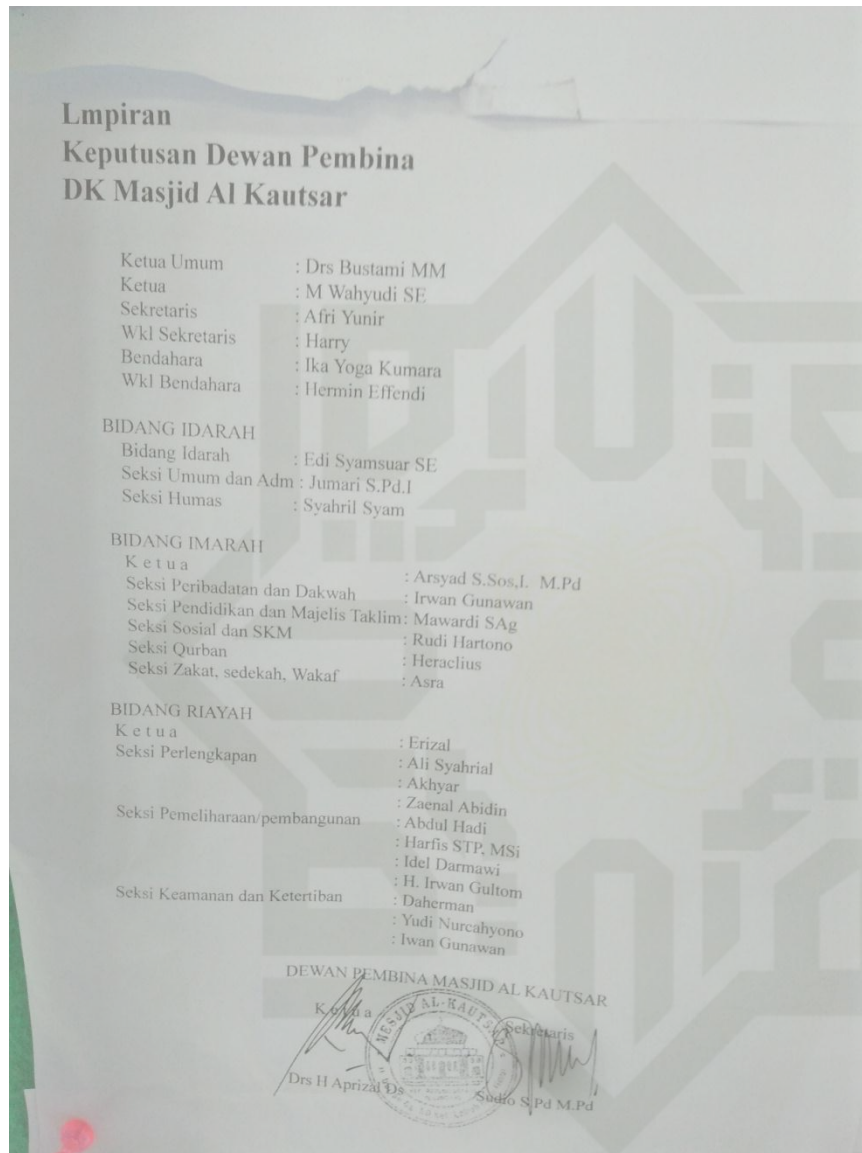 Lmpiran
Keputusan Dewan Pembina
DK Masjid Al Kautsar
Ketua Umum : Drs Bustami MM
Ketua : M Wahyudi SE
Sekretaris : Afri Yunir
Wkl Sekretaris : Harry
Bendahara : Ika Yoga Kumara
Wkl Bendahara : Hermin Effendi
BIDANG IDARAH
Bidang Idarah : Edi Syamsuar SE
Seksi Umum dan Adm : Jumari S.Pd.I
Seksi Humas : Syahril Syam
BIDANG IMARAH
K e t u a : Arsyad S.Sos,I. M.Pd
Seksi Peribadatan dan Dakwah : Irwan Gunawan
Seksi Pendidikan dan Majelis Taklim : Mawardi SAg
Seksi Sosial dan SKM : Rudi Hartono
Seksi Qurban : Heraclius
Seksi Zakat, sedekah, Wakaf : Asra
BIDANG RIAYAH
K e t u a : Erizal
Seksi Perlengkapan : Ali Syahrial
: Akhyar
: Zaenal Abidin
Seksi Pemeliharaan/pembangunan : Abdul Hadi
: Harfis STP, MSi
: Idel Darmawi
: H. Irwan Gultom
Seksi Keamanan dan Ketertiban : Daherman
: Yudi Nurcahyono
: Iwan Gunawan
DEWAN PEMBINA MASJID AL KAUTSAR
K e t u a Sekretaris
MESJID AL-KAUTSAR
Drs H Aprizal Ds Sudio S.Pd M.Pd